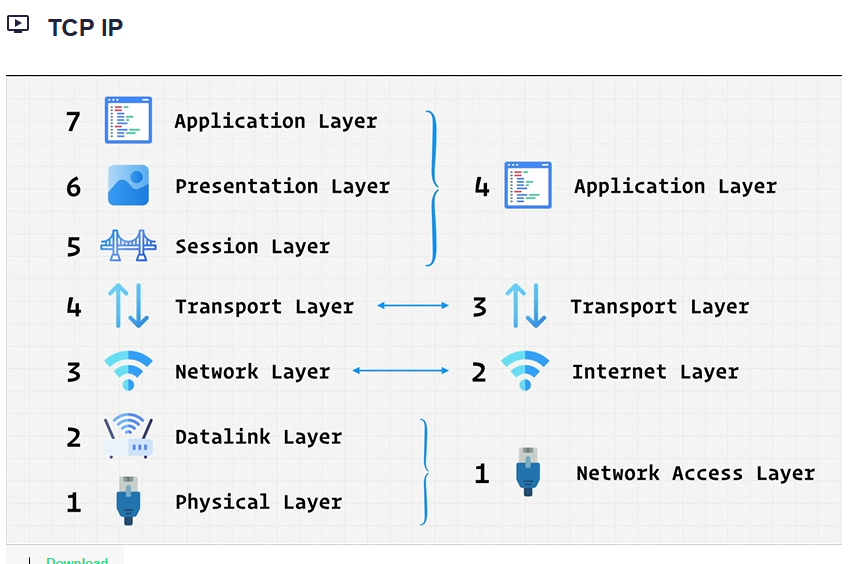 TCP IP
7 Application Layer
6 Presentation Layer
4 Application Layer
5 Session Layer
4 Transport Layer
3 Transport Layer
3 Network Layer
2 Internet Layer
2 Datalink Layer
1 Network Access Layer
1 Physical Layer
Download